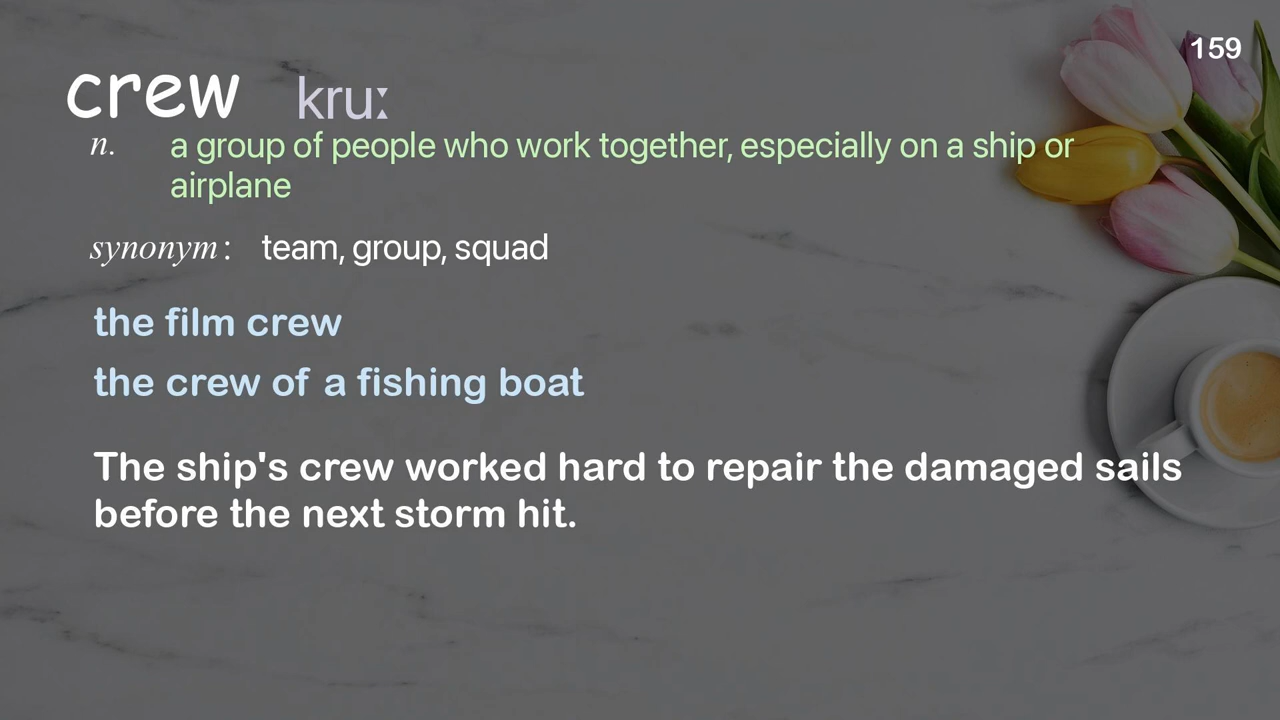 159
crew kruː
n. a group of people who work together, especially on a ship or
airplane
synonym: team, group, squad
the film crew
the crew of a fishing boat
The ship's crew worked hard to repair the damaged sails
before the next storm hit.